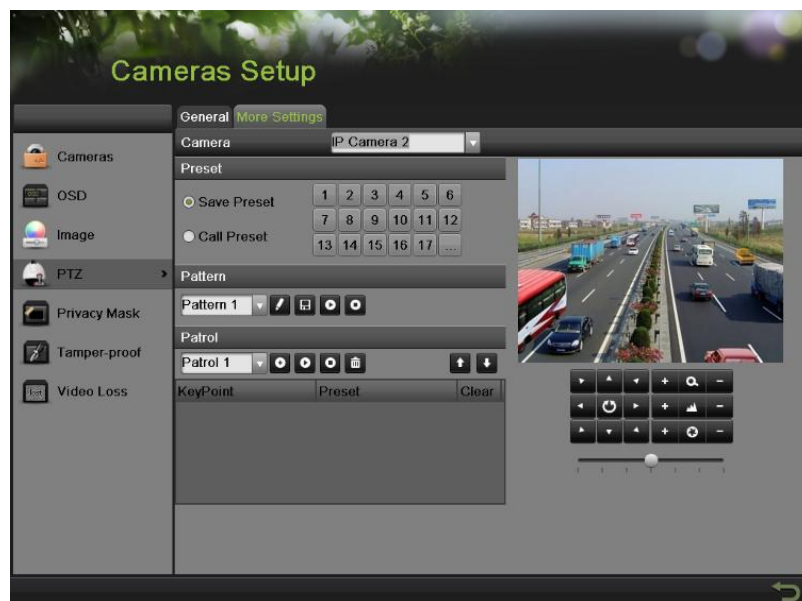 Cameras Setup
General More Settings
Camera IP Camera 2
Cameras
OSD
Image
PTZ
Privacy Mask
Tamper-proof
Video Loss
Preset
Save Preset
Call Preset
1 2 3 4 5 6
7 8 9 10 11 12
13 14 15 16 17 ...
Pattern
Pattern 1
Patrol
Patrol 1
KeyPoint Preset Clear